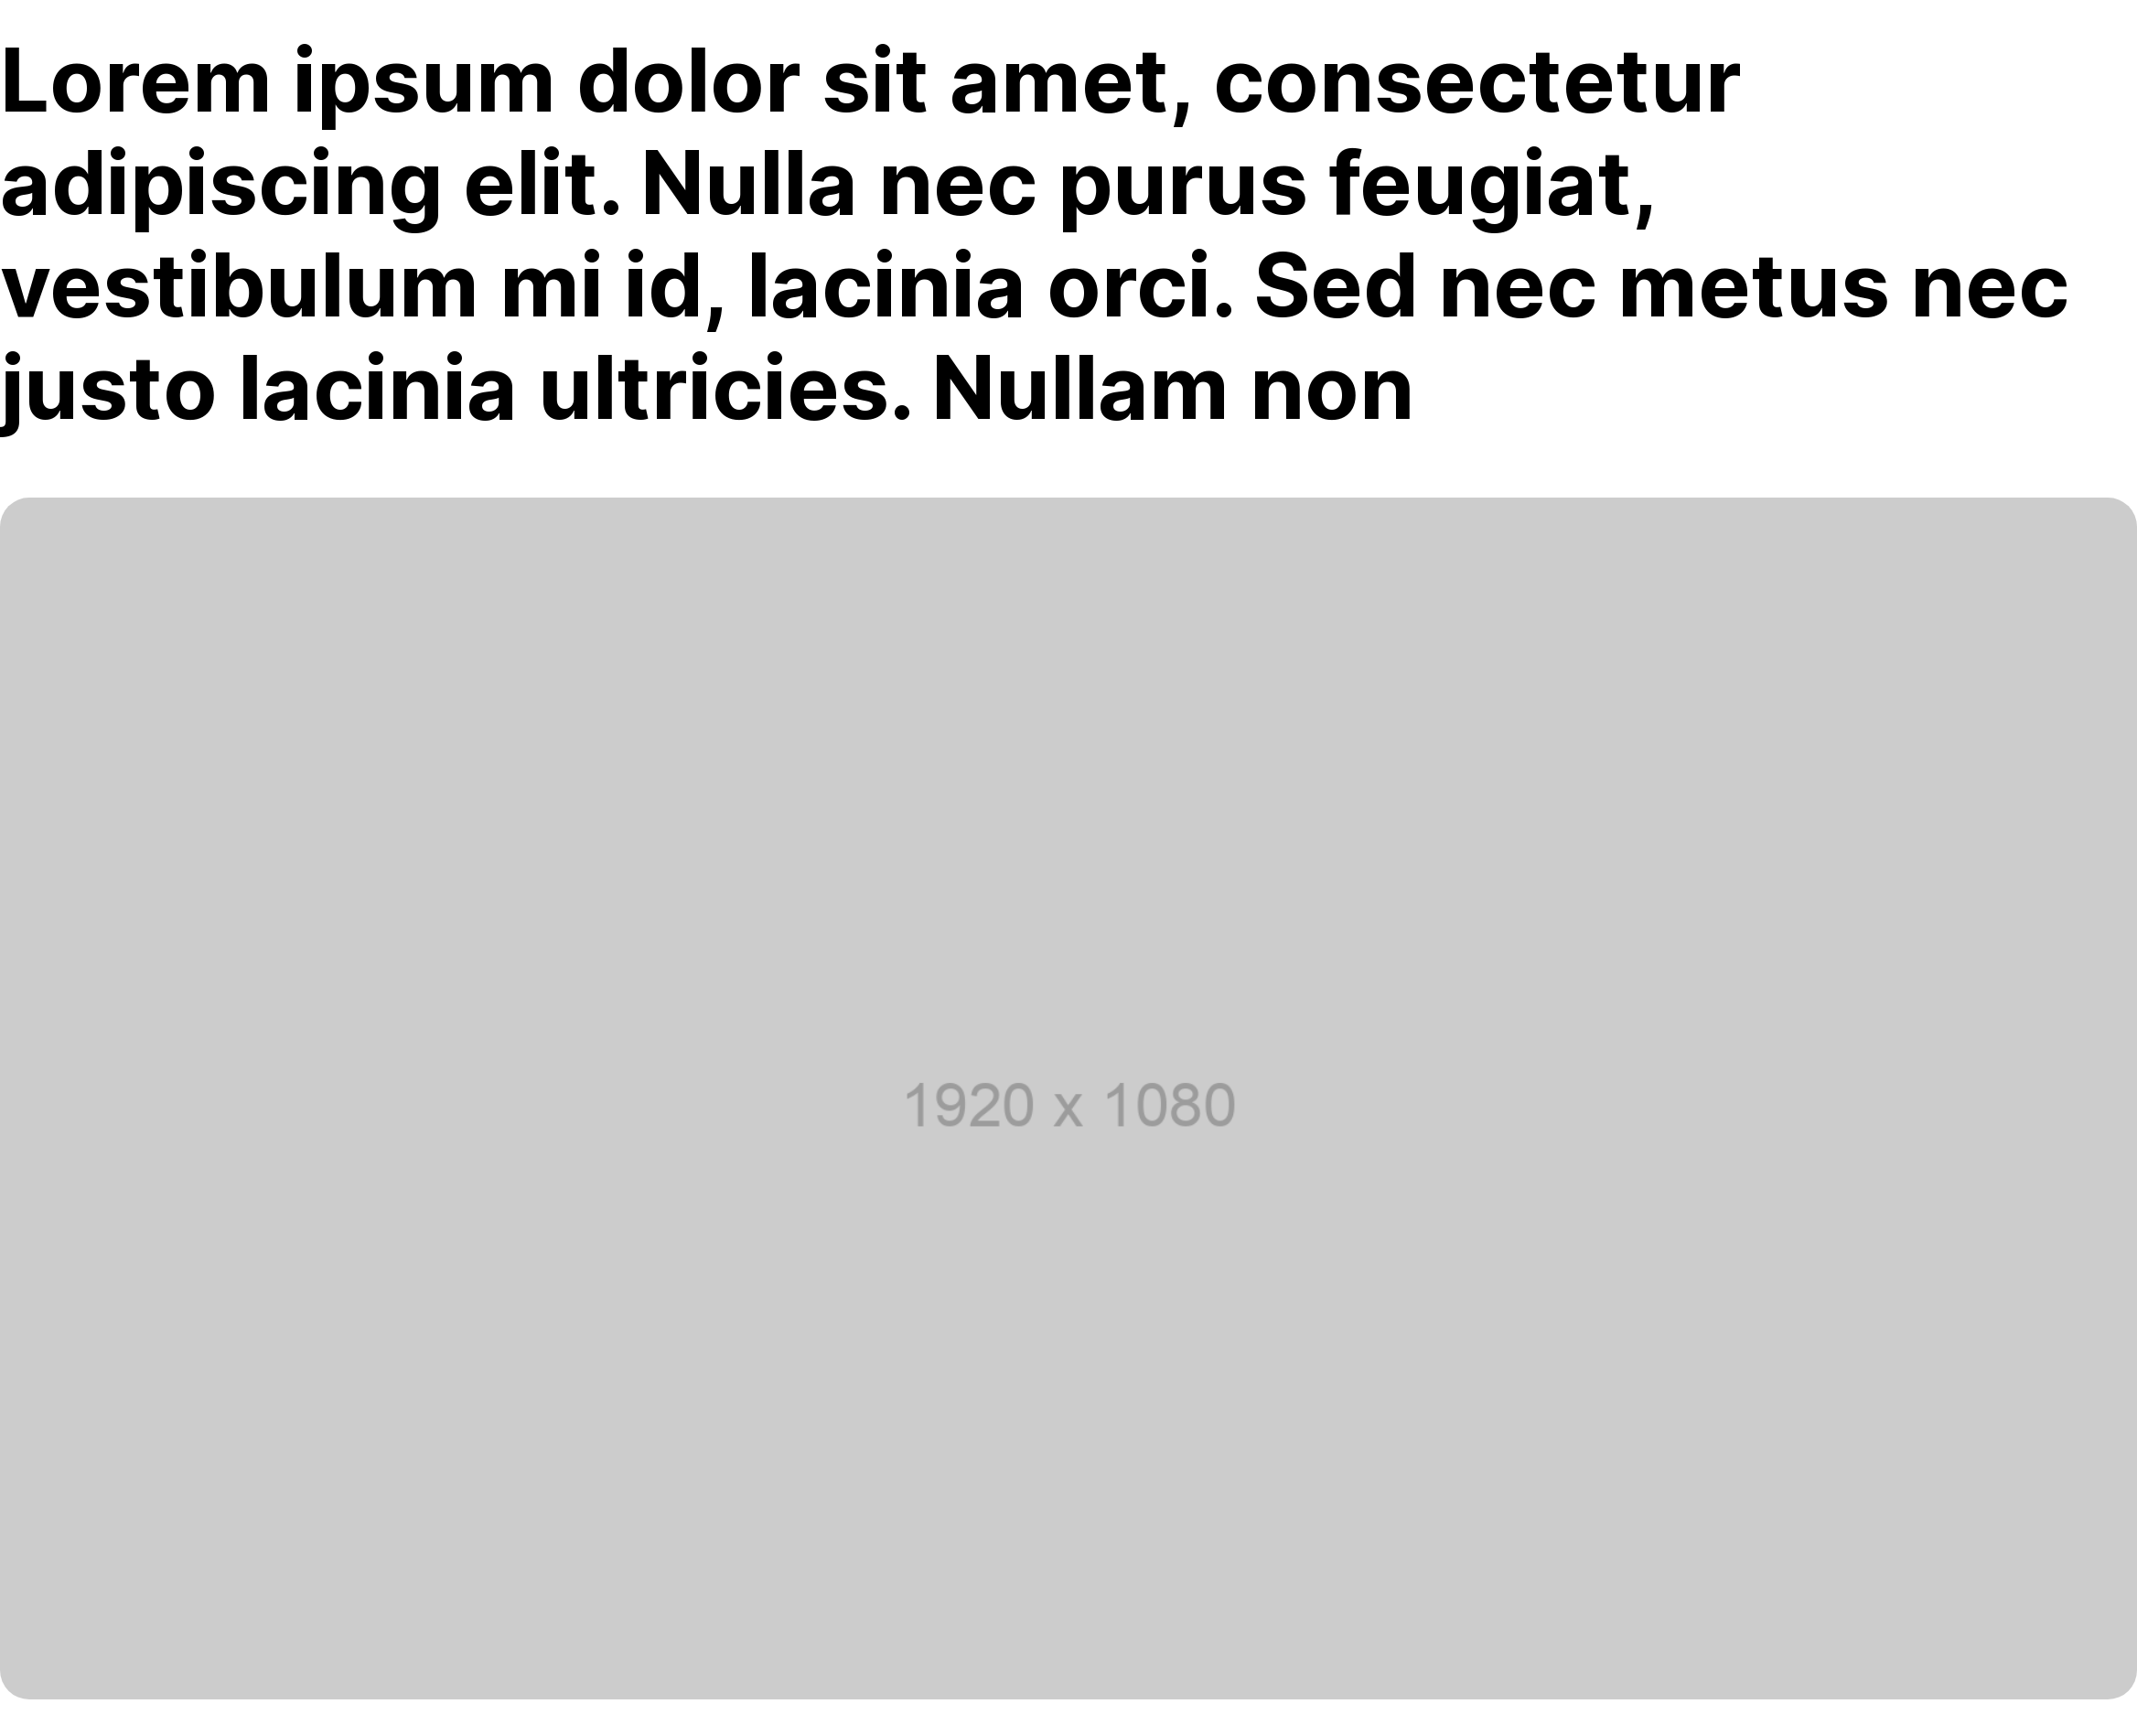 Lorem ipsum dolor sit amet, consectetur
adipiscing elit. Nulla nec purus feugiat,
vestibulum mi id, lacinia orci. Sed nec metus nec
justo lacinia ultricies. Nullam non
1920 x 1080